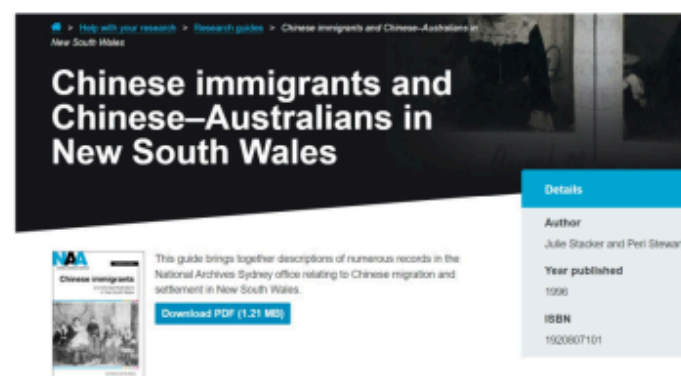 > Help with your research > Research guides > Chinese immigrants and Chinese–Australians in
New South Wales
Chinese immigrants and
Chinese–Australians in
New South Wales
Details
Author
Julie Stacker and Peri Stewar
Year published
1996
ISBN
1920807101
NAA
Chinese immigrants
This guide brings together descriptions of numerous records in the
National Archives Sydney office relating to Chinese migration and
settlement in New South Wales.
Download PDF (1.21 MB)